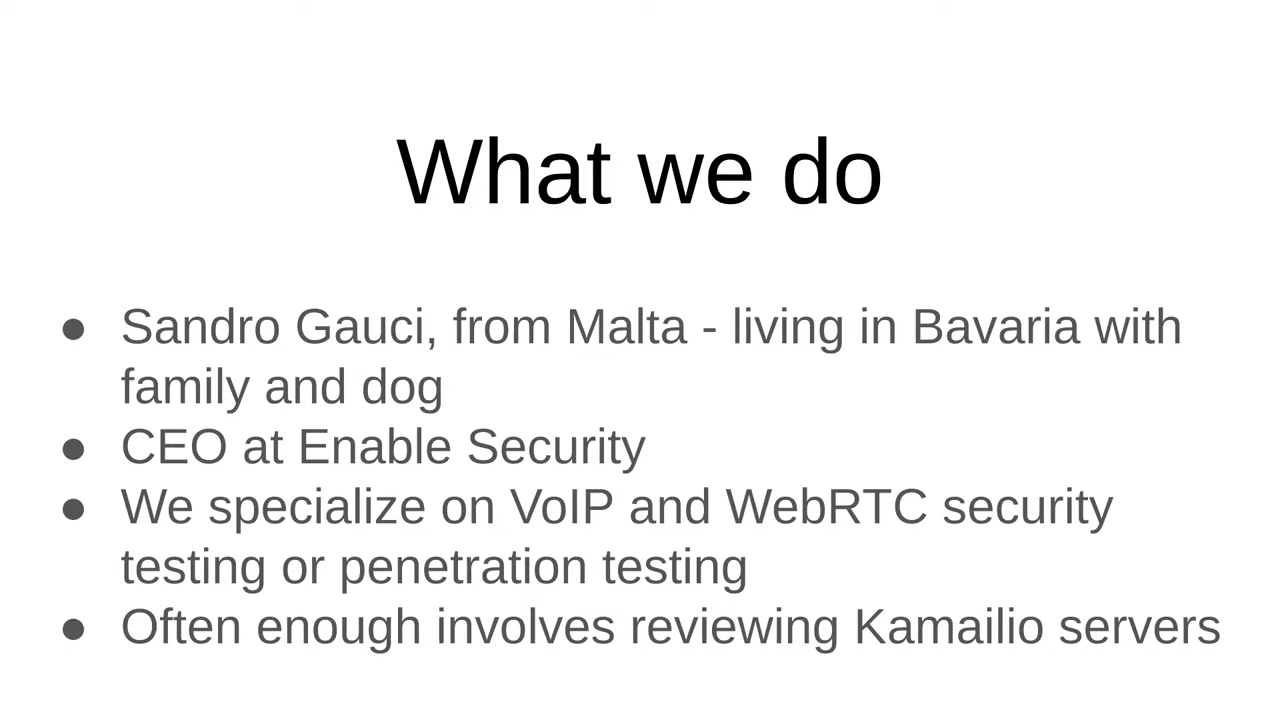 What we do
● Sandro Gauci, from Malta - living in Bavaria with
family and dog
● CEO at Enable Security
● We specialize on VoIP and WebRTC security
testing or penetration testing
● Often enough involves reviewing Kamailio servers